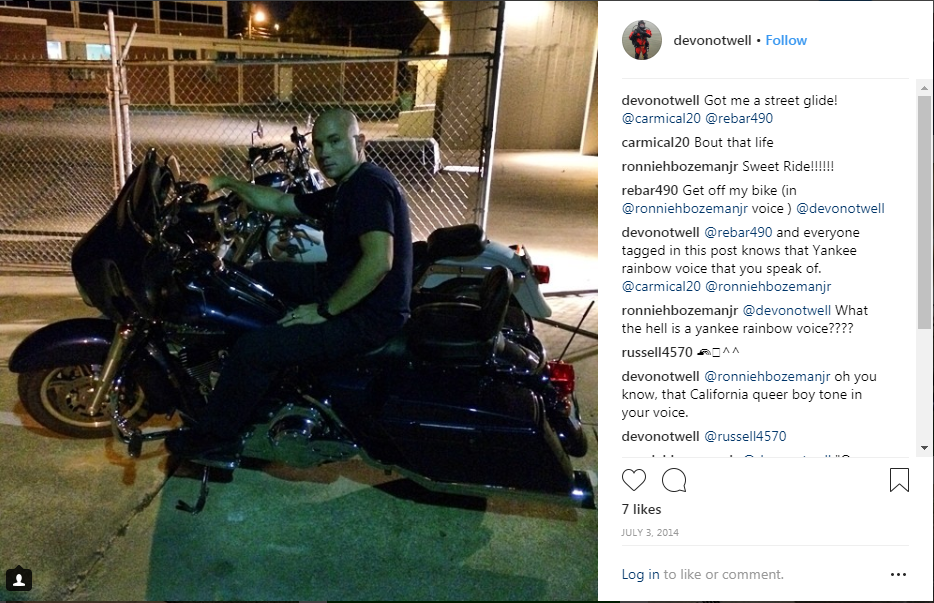 devonotwell • Follow
devonotwell Got me a street glide!
@carmical20 @rebar490
carmical20 Bout that life
ronniehbozemanjr Sweet Ride!!!!!!
rebar490 Get off my bike (in
@ronniehbozemanjr voice ) @devonotwell
devonotwell @rebar490 and everyone
tagged in this post knows that Yankee
rainbow voice that you speak of.
@carmical20 @ronniehbozemanjr
ronniehbozemanjr @devonotwell What
the hell is a yankee rainbow voice????
russell4570 ^^
devonotwell @ronniehbozemanjr oh you
know, that California queer boy tone in
your voice.
devonotwell @russell4570
7 likes
JULY 3, 2014
Log in to like or comment.